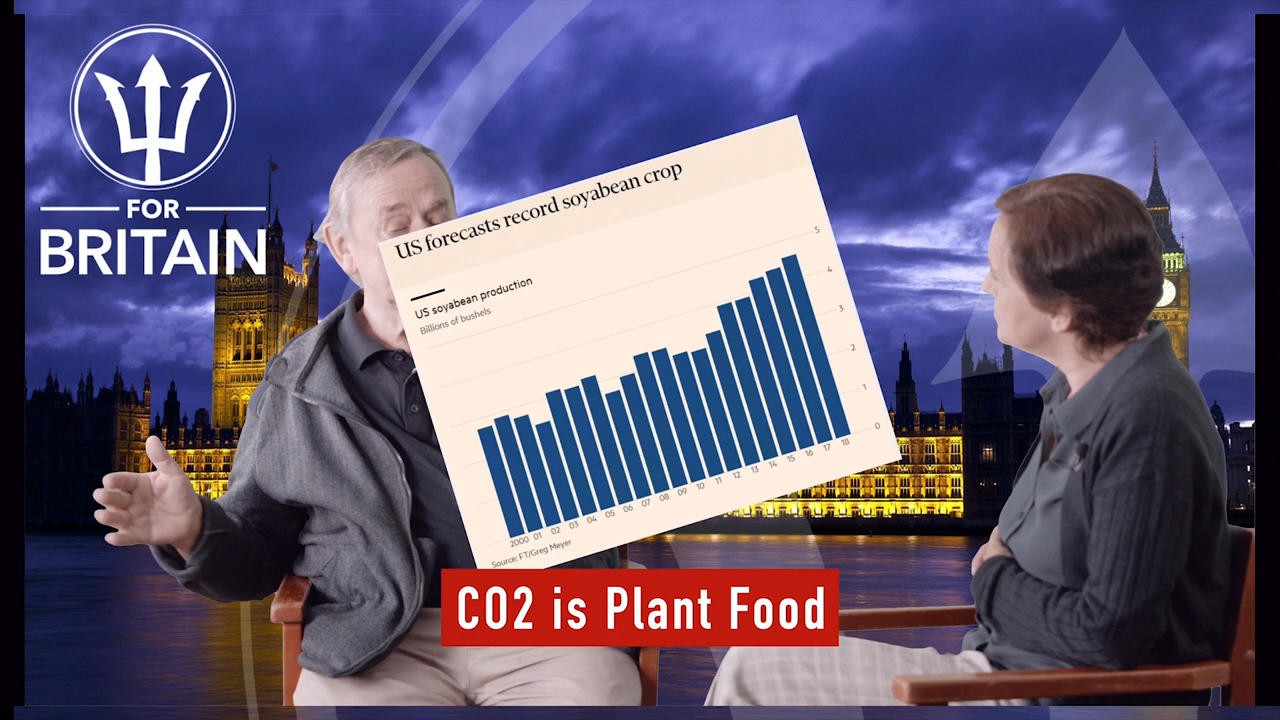 FOR
BRITAIN
US forecasts record soyabean crop
US soyabean production
Billions of bushels
5
4
3
2
1
0
2000 01 02 03 04 05 06 07 08 09 10 11 12 13 14 15 16 17 18
Source: FT/Greg Meyer
CO2 is Plant Food